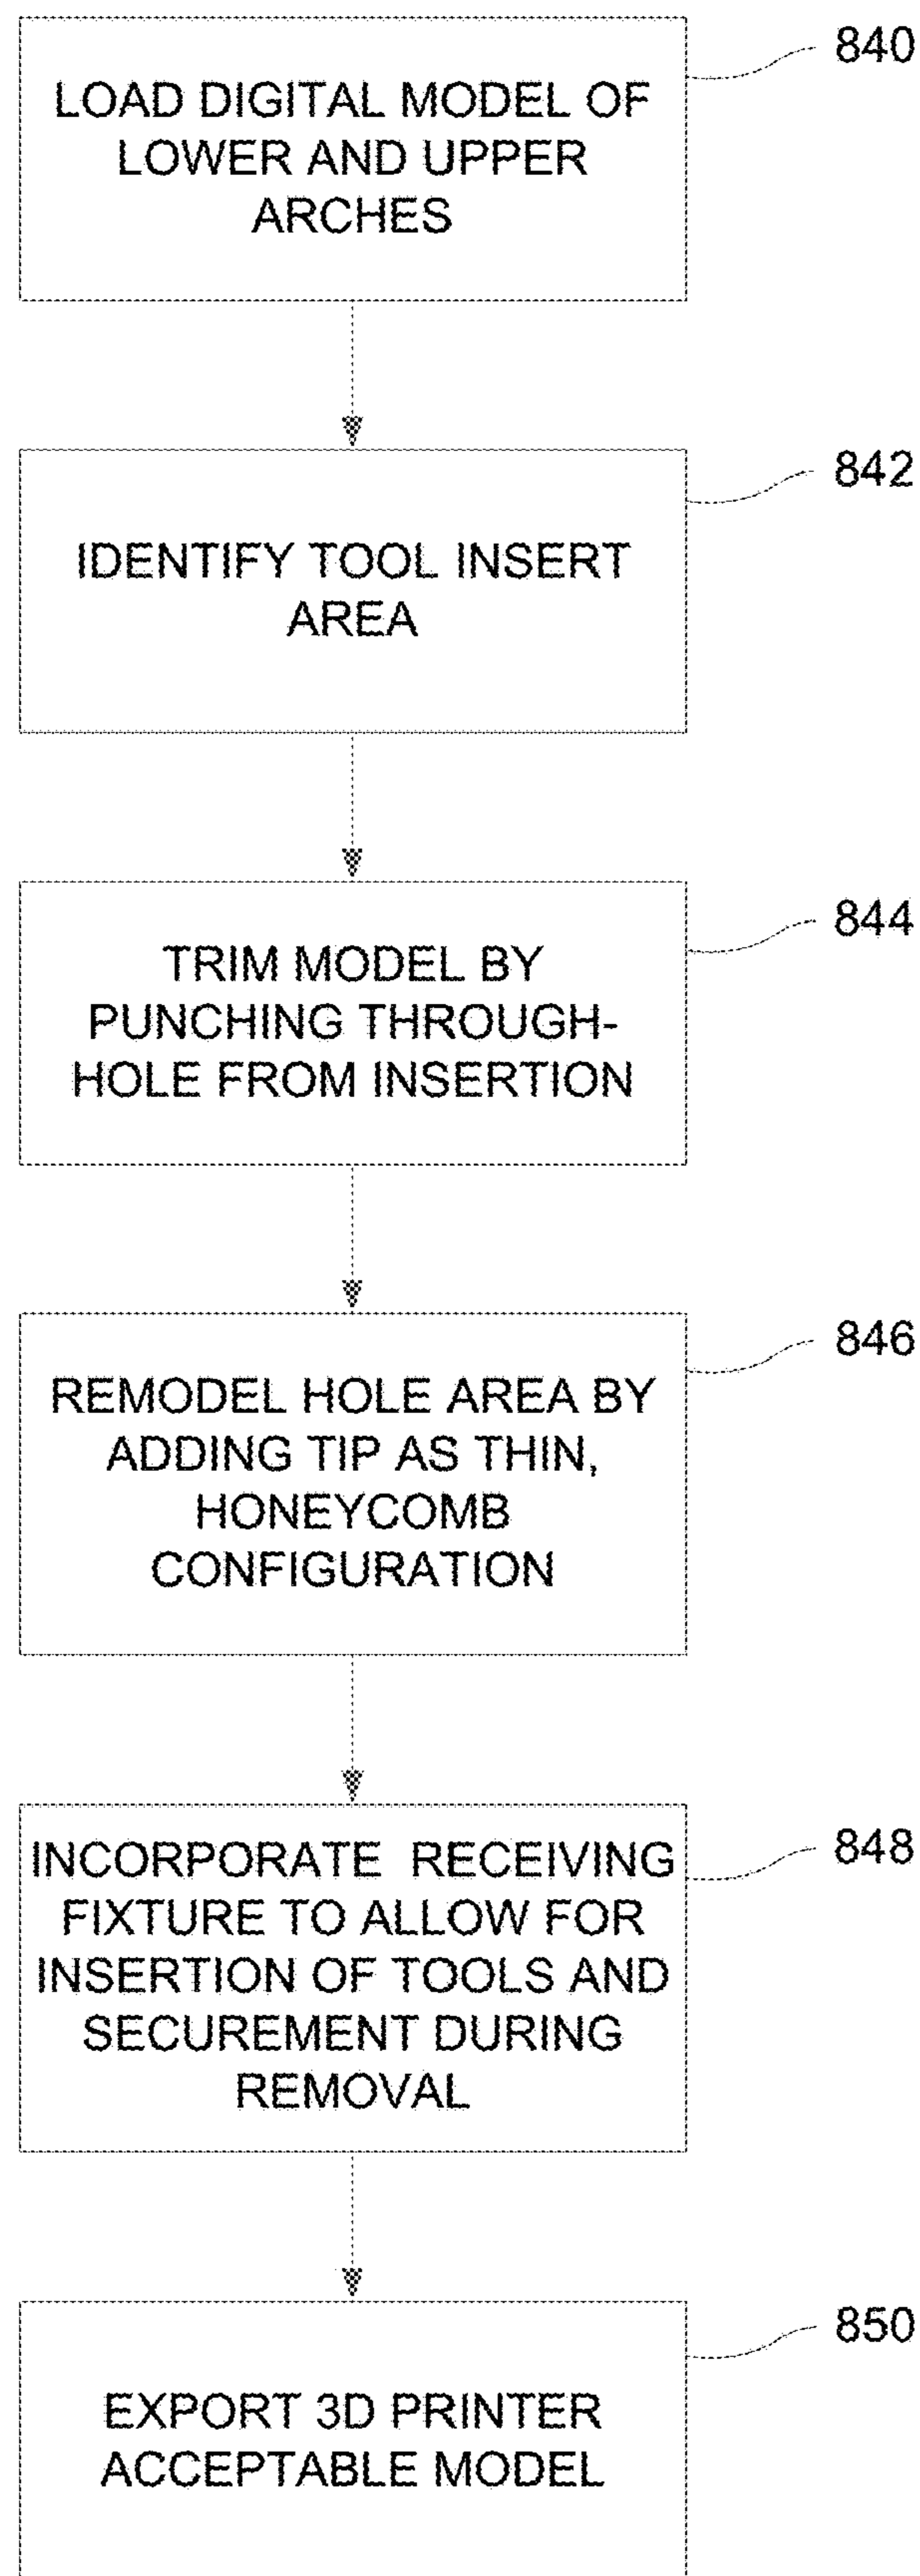 LOAD DIGITAL MODEL OF
LOWER AND UPPER
ARCHES
840
IDENTIFY TOOL INSERT
AREA
842
TRIM MODEL BY
PUNCHING THROUGH-
HOLE FROM INSERTION
844
REMODEL HOLE AREA BY
ADDING TIP AS THIN,
HONEYCOMB
CONFIGURATION
846
INCORPORATE RECEIVING
FIXTURE TO ALLOW FOR
INSERTION OF TOOLS AND
SECUREMENT DURING
REMOVAL
848
EXPORT 3D PRINTER
ACCEPTABLE MODEL
850